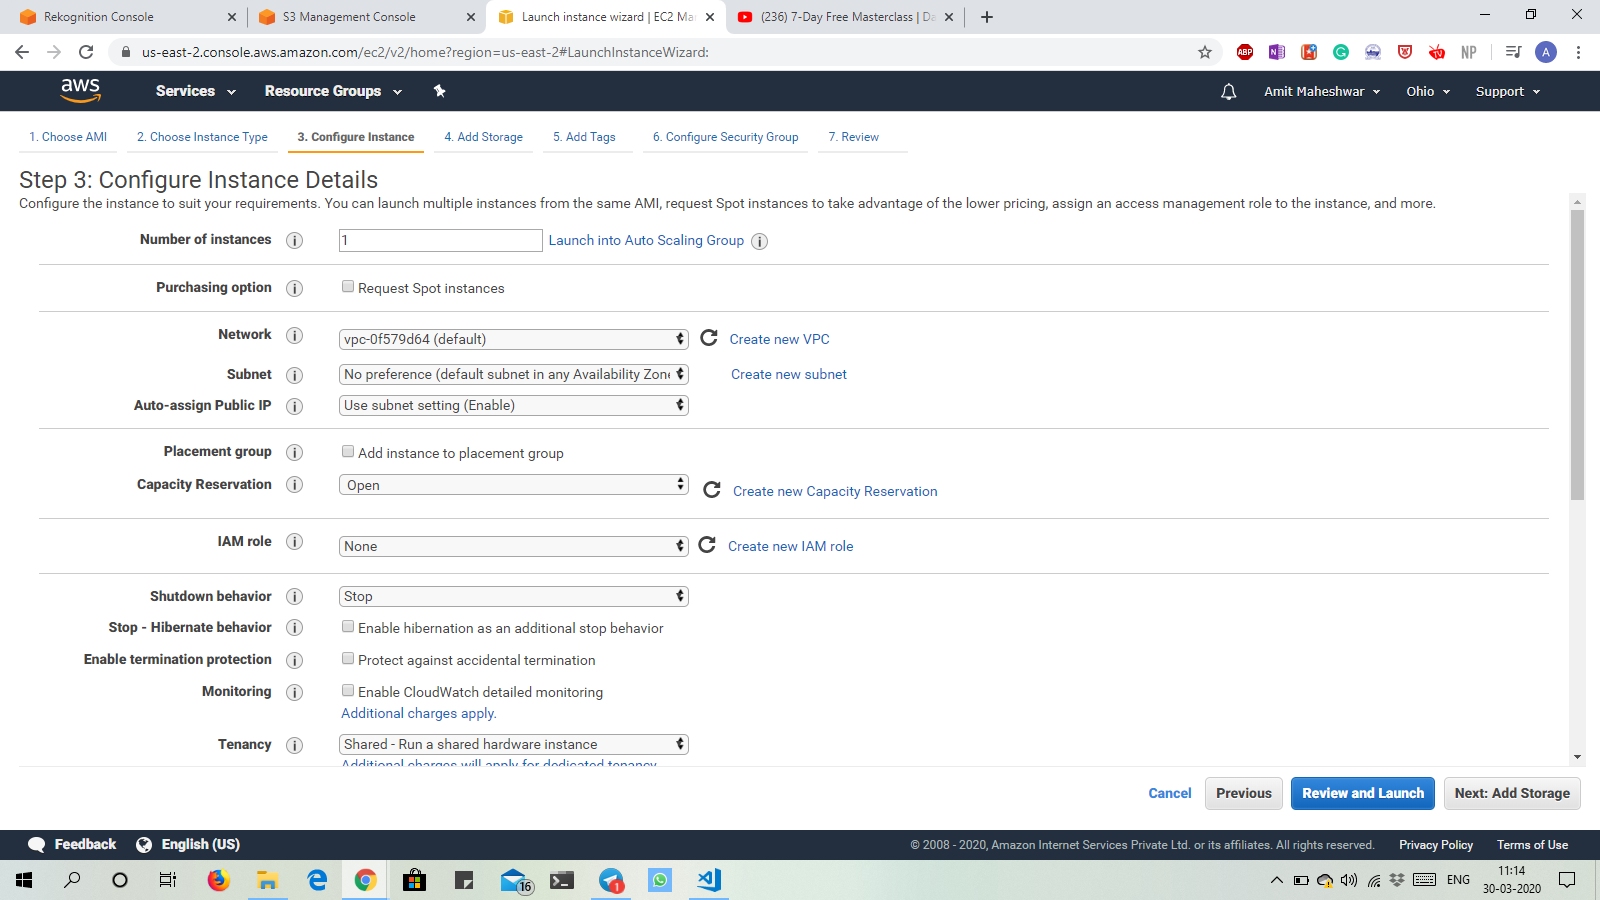 Rekognition Console
S3 Management Console
Launch instance wizard | EC2 Ma
(236) 7-Day Free Masterclass | Da
us-east-2.console.aws.amazon.com/ec2/v2/home?region=us-east-2#LaunchInstanceWizard:
ABP
N
G
TV
NP
A
aws
Services
Resource Groups
Amit Maheshwar
Ohio
Support
1. Choose AMI
2. Choose Instance Type
3. Configure Instance
4. Add Storage
5. Add Tags
6. Configure Security Group
7. Review
Step 3: Configure Instance Details
Configure the instance to suit your requirements. You can launch multiple instances from the same AMI, request Spot instances to take advantage of the lower pricing, assign an access management role to the instance, and more.
Number of instances i 1 Launch into Auto Scaling Group i
Purchasing option i Request Spot instances
Network i vpc-0f579d64 (default) Create new VPC
Subnet i No preference (default subnet in any Availability Zone Create new subnet
Auto-assign Public IP i Use subnet setting (Enable)
Placement group i Add instance to placement group
Capacity Reservation i Open Create new Capacity Reservation
IAM role i None Create new IAM role
Shutdown behavior i Stop
Stop - Hibernate behavior i Enable hibernation as an additional stop behavior
Enable termination protection i Protect against accidental termination
Monitoring i Enable CloudWatch detailed monitoring
Additional charges apply.
Tenancy i Shared - Run a shared hardware instance
Additional charges will apply for dedicated tenancy.
Cancel
Previous
Review and Launch
Next: Add Storage
Feedback
English (US)
© 2008 - 2020, Amazon Internet Services Private Ltd. or its affiliates. All rights reserved.
Privacy Policy
Terms of Use
16
1
ENG
11:14
30-03-2020